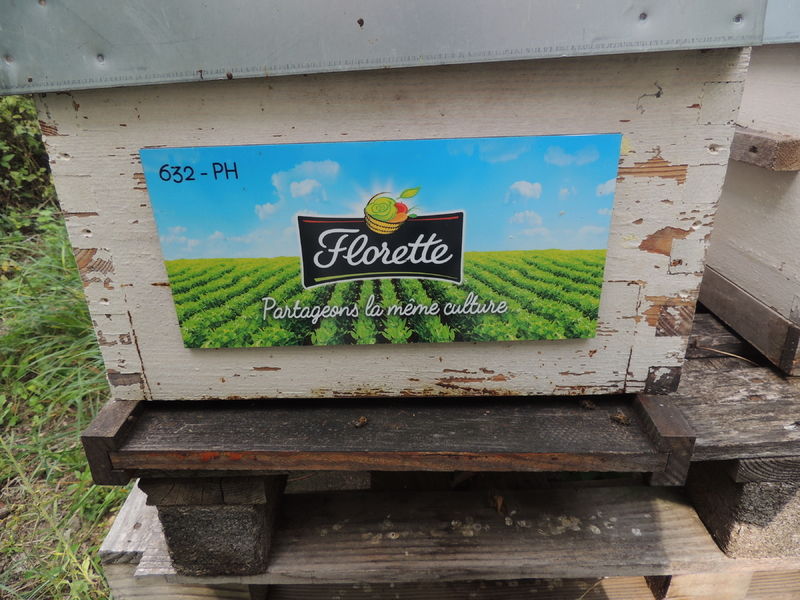 632 - PH
Florette
Partageons la même culture